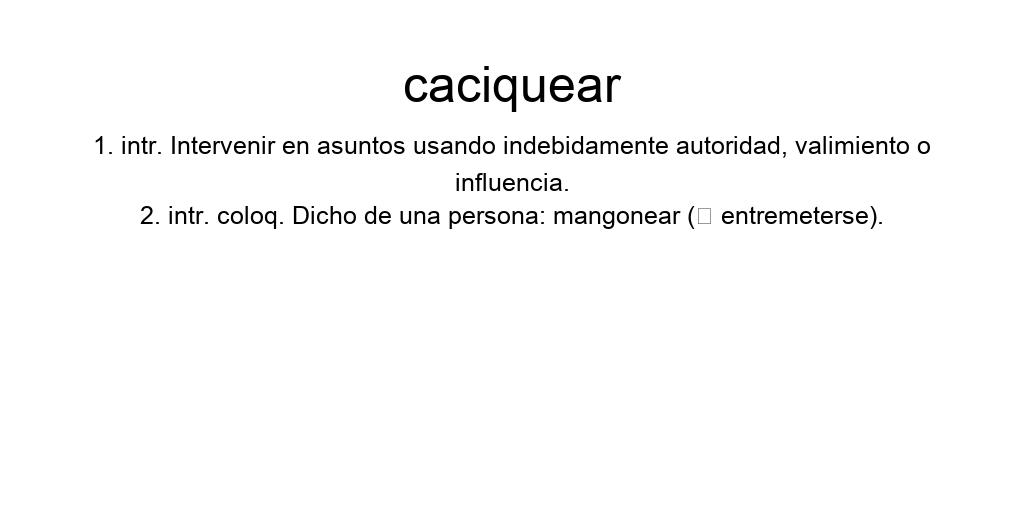 caciquear
1. intr. Intervenir en asuntos usando indebidamente autoridad, valimiento o
influencia.
2. intr. coloq. Dicho de una persona: mangonear (▯ entremeterse).